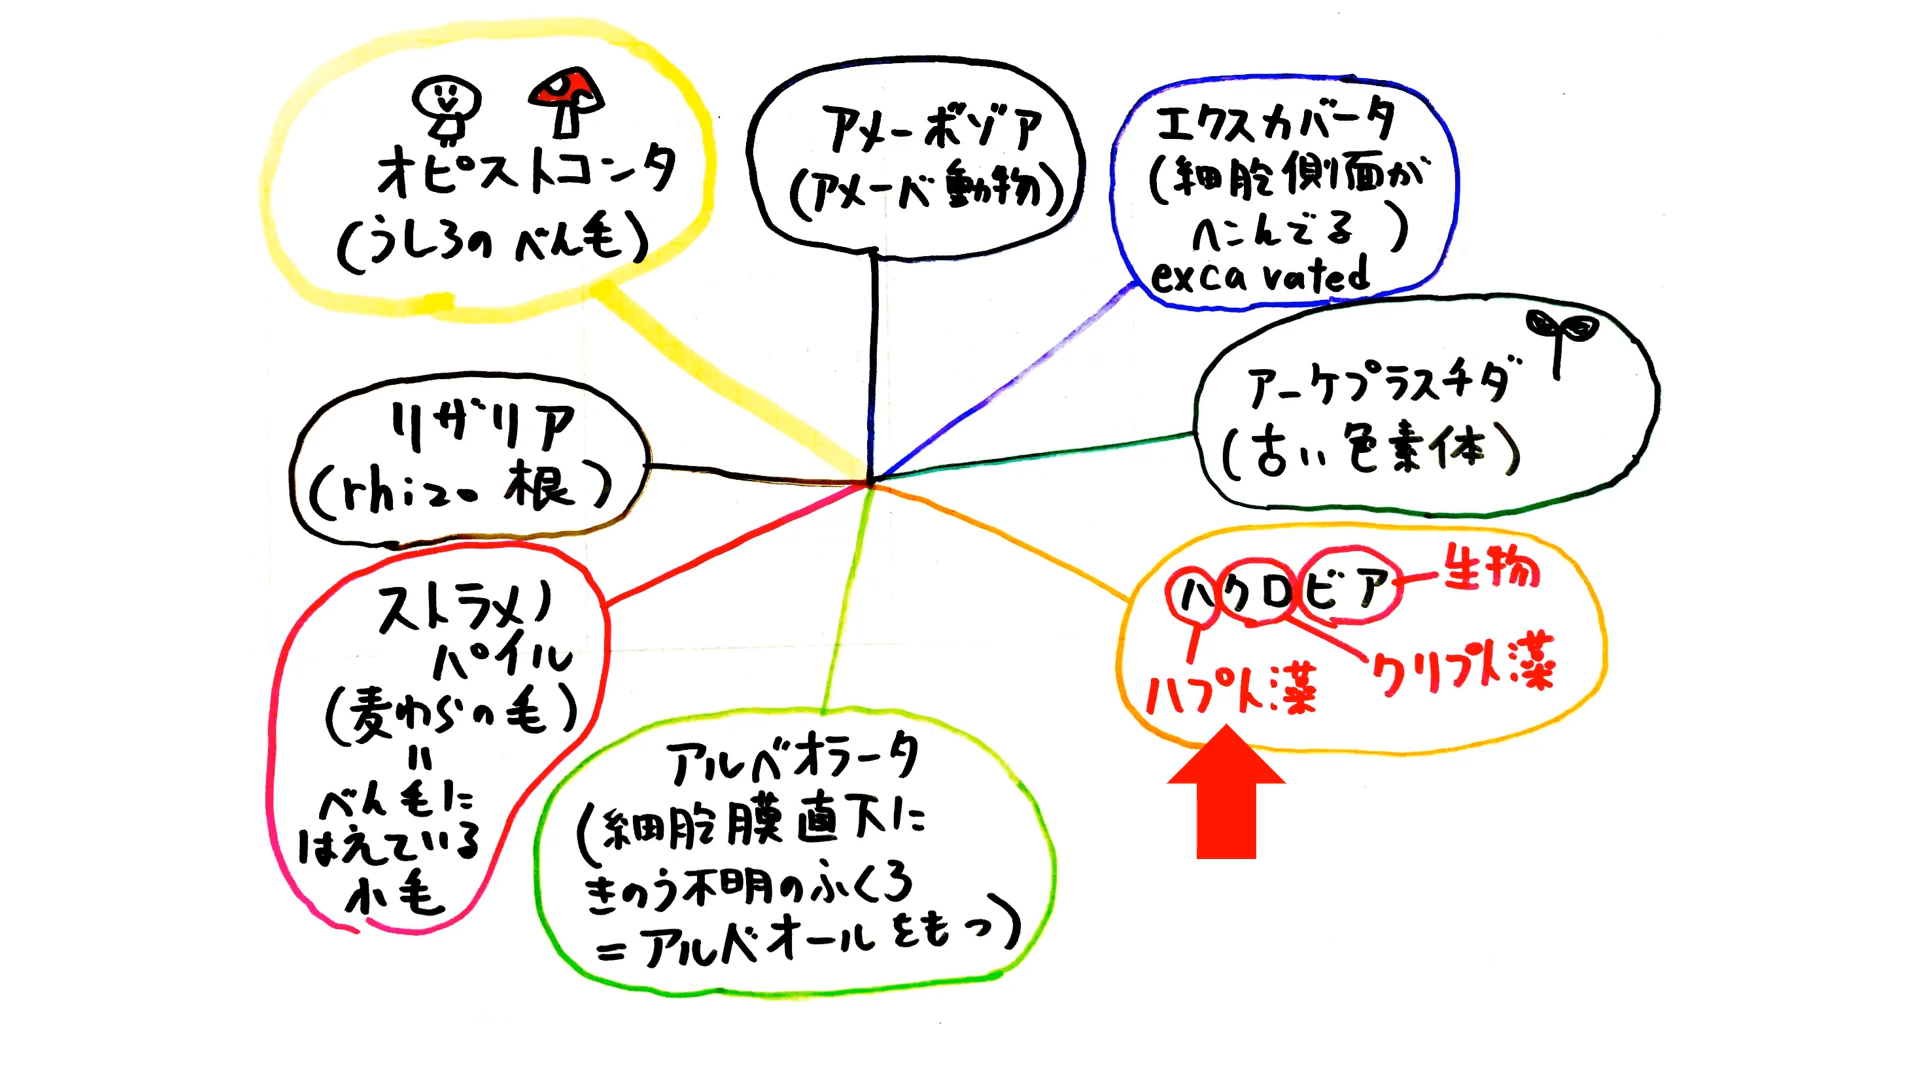 オピストコンタ
(うしろのべん毛)
アメーボゾア
(アメーバ動物)
エクスカバータ
(細胞側面が
へこんでる)
excavated
アーケプラスチダ
(古い色素体)
リザリア
(rhizo 根)
ハクロビア
生物
ハプト藻
クリプト藻
ストラメノ
パイル
(麦わらの毛)
=
べん毛に
はえている
小毛
アルベオラータ
(細胞膜直下に
きのう不明のふくろ
=アルベオールをもつ)